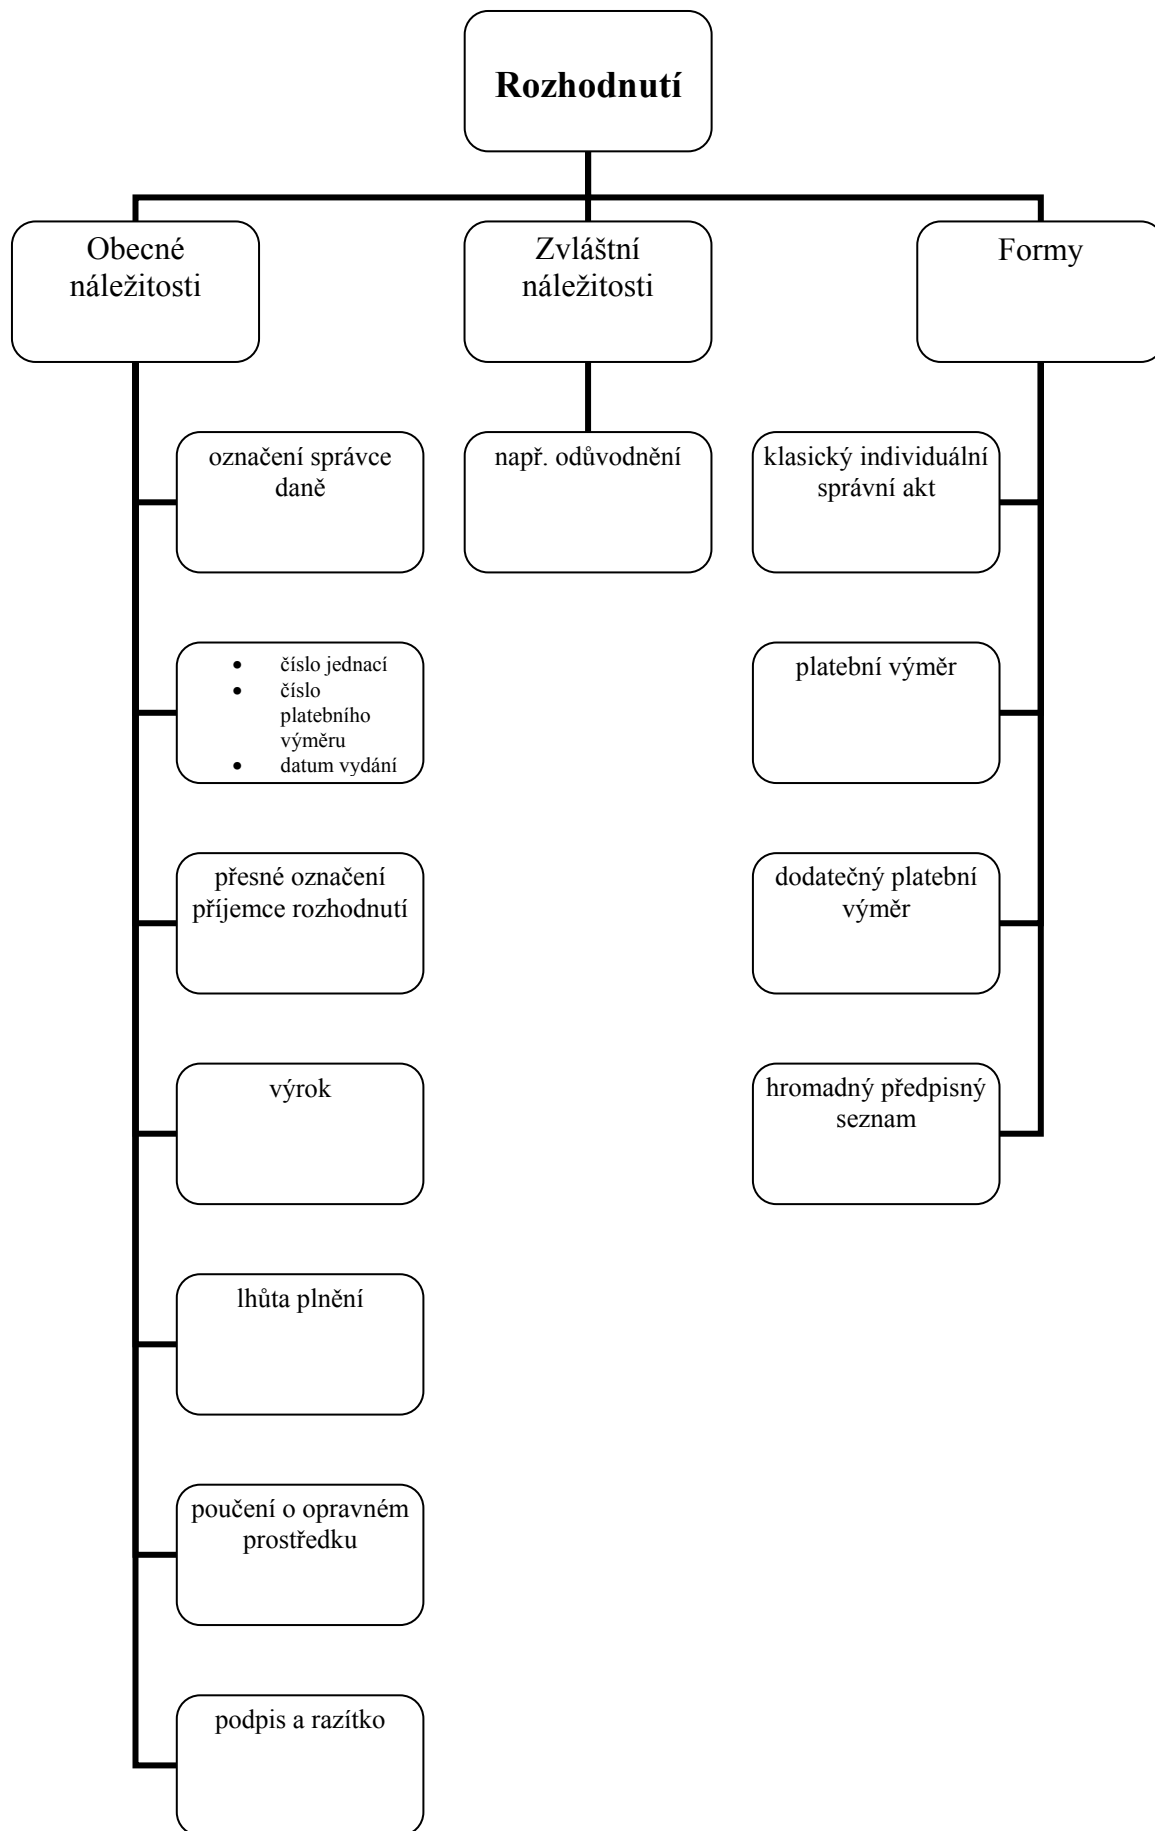 Rozhodnutí
Obecné
náležitosti
Zvláštní
náležitosti
Formy
označení správce
daně
např. odůvodnění
klasický individuální
správní akt
• číslo jednací
• číslo
platebního
výměru
• datum vydání
platební výměr
přesné označení
příjemce rozhodnutí
dodatečný platební
výměr
výrok
hromadný předpisný
seznam
lhůta plnění
poučení o opravném
prostředku
podpis a razítko